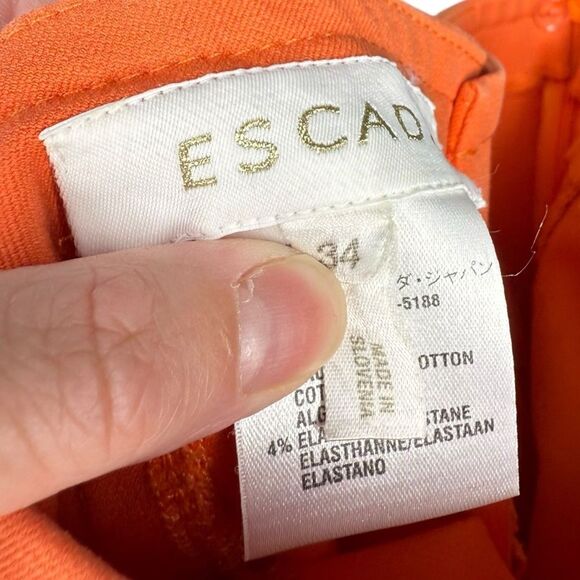 ESCAD
34
ダ・ジャパン
-5188
MADE IN
SLOVENIA
OTTON
COT
ALG
STANE
4% ELA
ELASTHANNE/ELASTAAN
ELASTANO